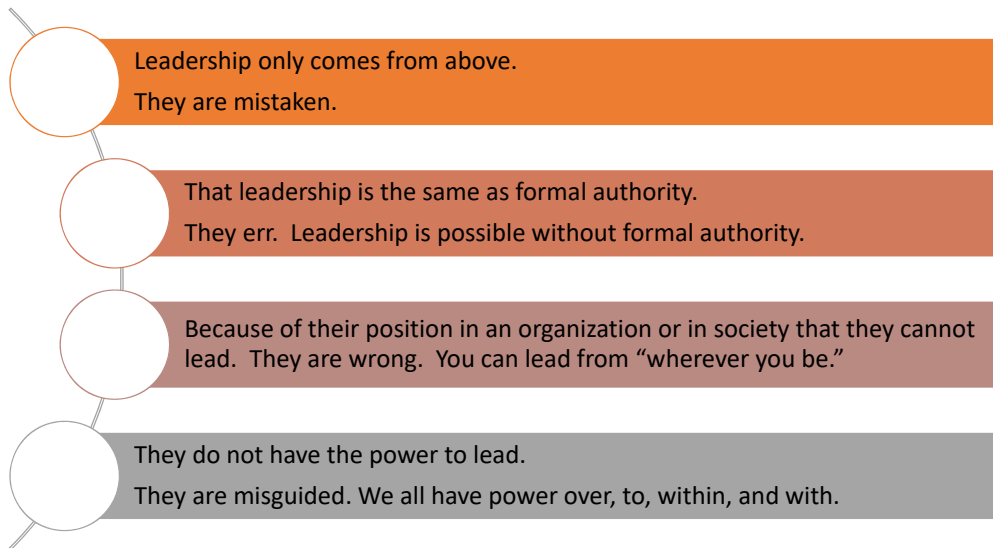 Leadership only comes from above.
They are mistaken.
That leadership is the same as formal authority.
They err.  Leadership is possible without formal authority.
Because of their position in an organization or in society that they cannot
lead.  They are wrong.  You can lead from “wherever you be.”
They do not have the power to lead.
They are misguided. We all have power over, to, within, and with.